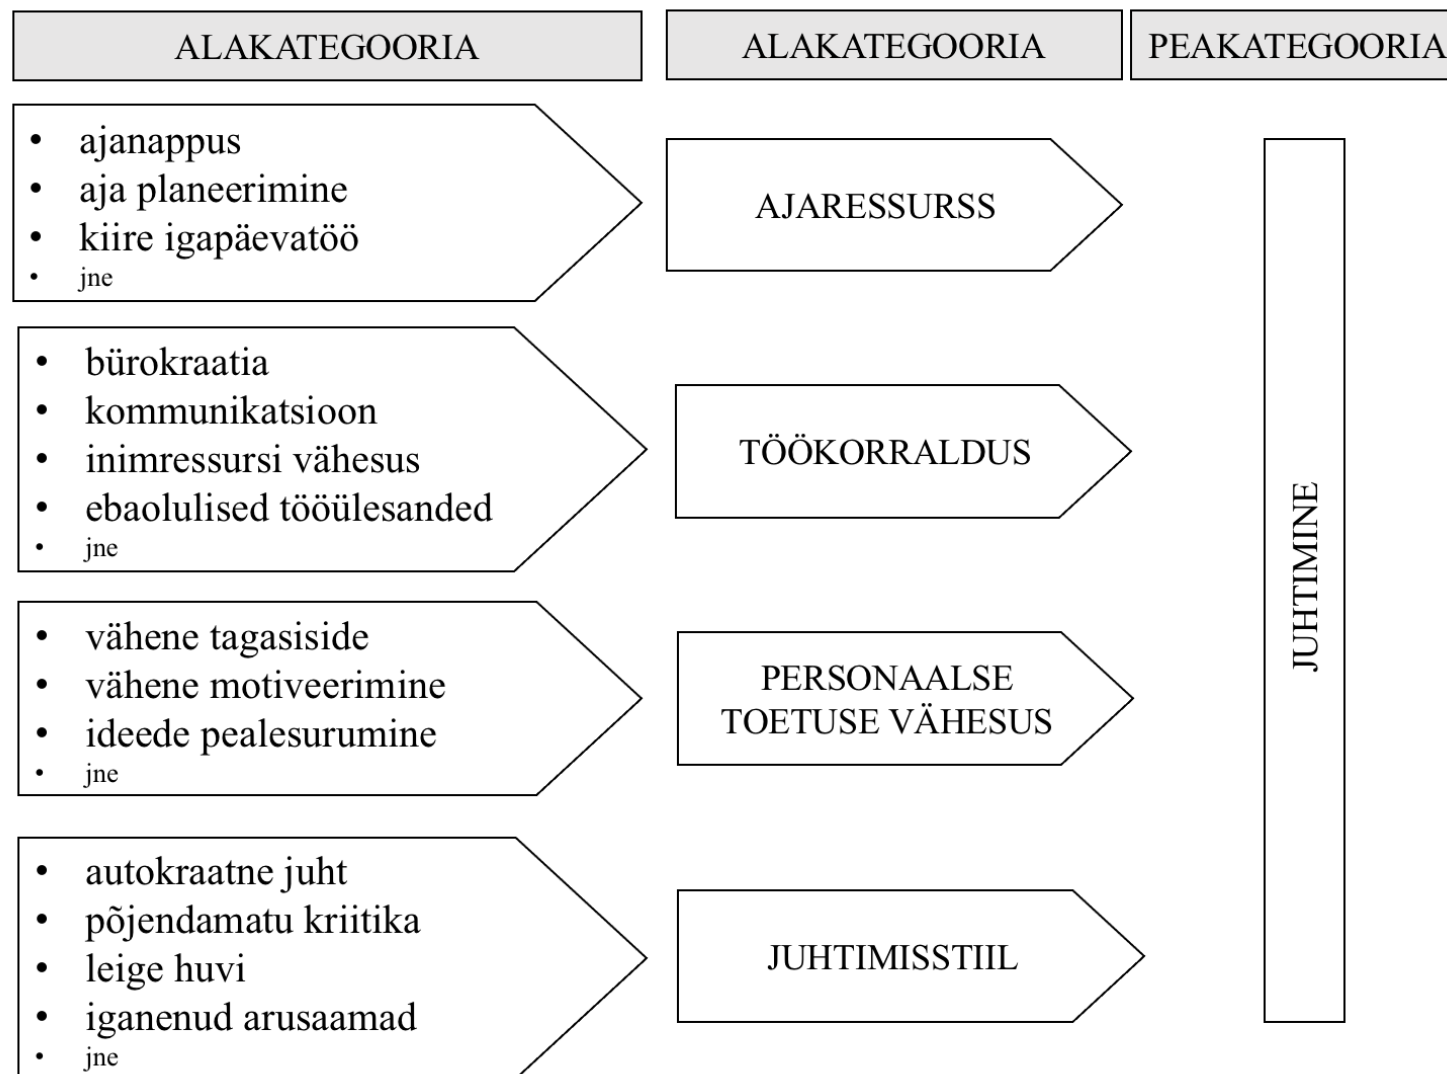 ALAKATEGOORIA
ALAKATEGOORIA
PEAKATEGOORIA
• ajanappus
• aja planeerimine
• kiire igapäevatöö
• jne
AJARESSURSS
• bürokraatia
• kommunikatsioon
• inimressursi vähesus
• ebaolulised tööülesanded
• jne
TÖÖKORRALDUS
• vähene tagasiside
• vähene motiveerimine
• ideede pealesurumine
• jne
PERSONAALSE
TOETUSE VÄHESUS
• autokraatne juht
• põjendamatu kriitika
• leige huvi
• iganenud arusaamad
• jne
JUHTIMISSTIIL
JUHTIMINE